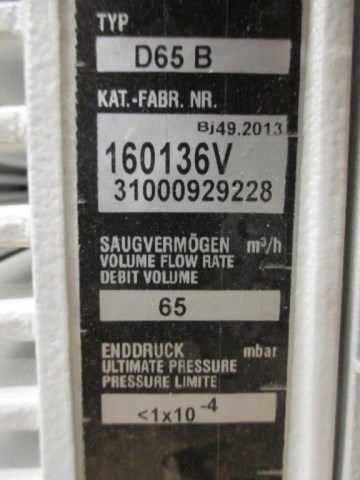 TYP
D65 B
KAT.-FABR. NR.
Bj49.2013
160136V
31000929228
SAUGVERMÖGEN m³/h
VOLUME FLOW RATE
DEBIT VOLUME
65
ENDDRUCK mbar
ULTIMATE PRESSURE
PRESSURE LIMITE
<1x10⁻⁴